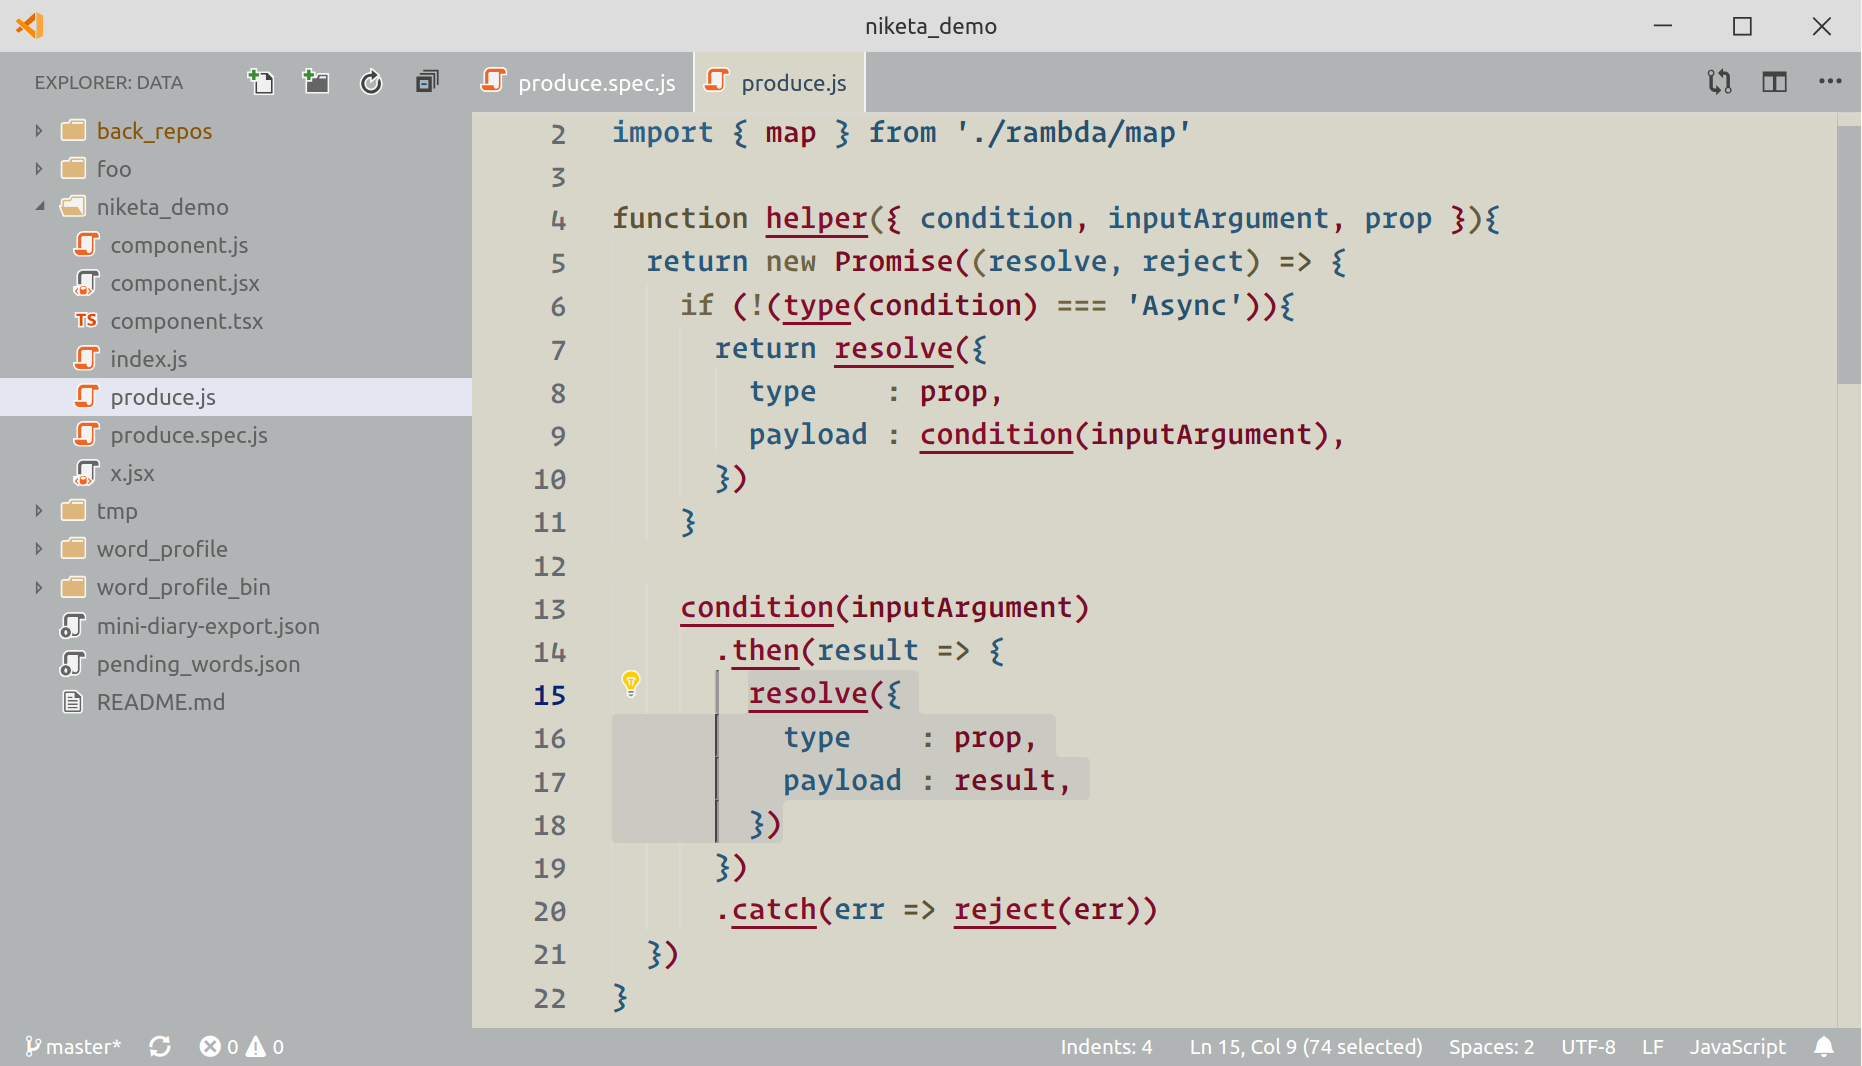 niketa_demo
EXPLORER: DATA
produce.spec.js
produce.js
back_repos
foo
niketa_demo
component.js
component.jsx
TS component.tsx
index.js
produce.js
produce.spec.js
x.jsx
tmp
word_profile
word_profile_bin
mini-diary-export.json
pending_words.json
README.md
2 import { map } from './rambda/map'
3
4 function helper({ condition, inputArgument, prop }){
5   return new Promise((resolve, reject) => {
6     if (!(type(condition) === 'Async')){
7       return resolve({
8         type    : prop,
9         payload : condition(inputArgument),
10       })
11     }
12
13     condition(inputArgument)
14       .then(result => {
15         resolve({
16           type    : prop,
17           payload : result,
18         })
19       })
20       .catch(err => reject(err))
21   })
22 }
master* 0 0 Indents: 4 Ln 15, Col 9 (74 selected) Spaces: 2 UTF-8 LF JavaScript